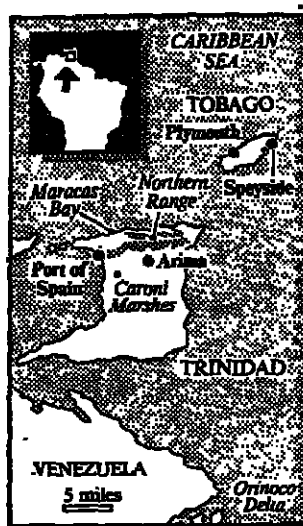 CARIBBEAN
SEA
TOBAGO
Plymouth
Speyside
Maracas
Bay
Northern
Range
Port of
Spain
Arima
Caroni
Marshes
TRINIDAD
VENEZUELA
5 miles
Orinoco
Delta